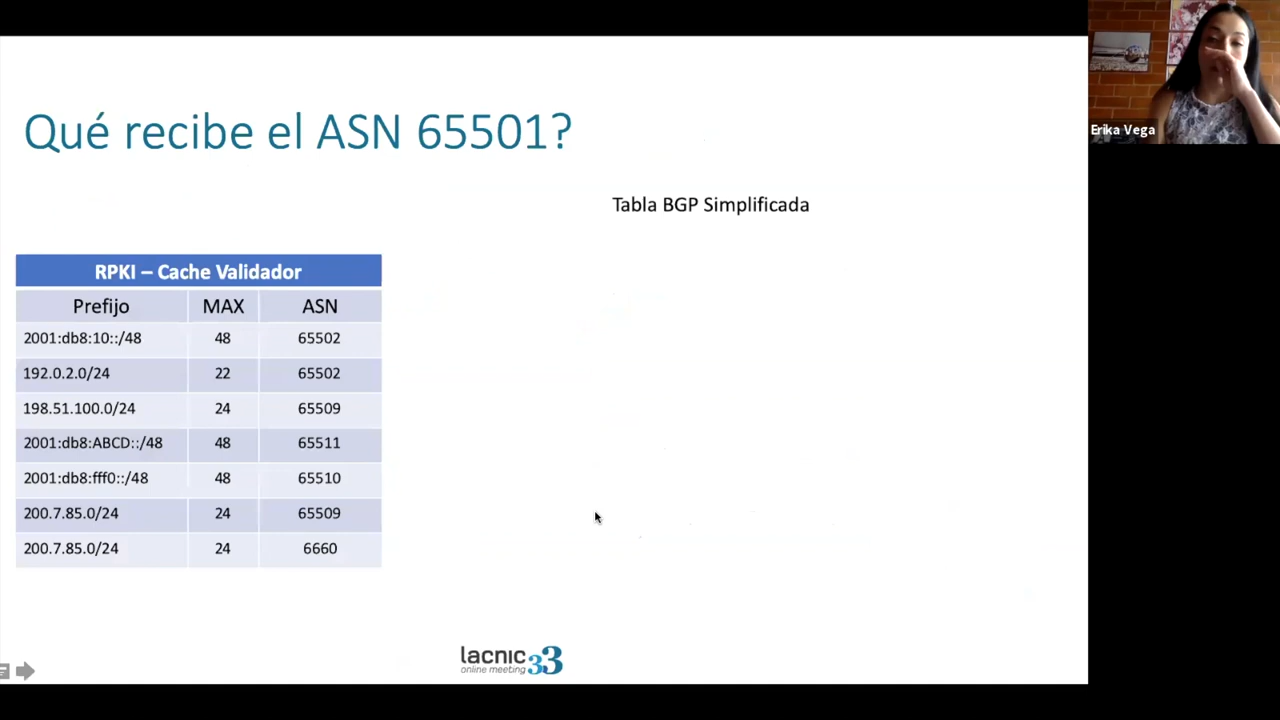 Qué recibe el ASN 65501?
Erika Vega
Tabla BGP Simplificada
RPKI – Cache Validador
Prefijo MAX ASN
2001:db8:10::/48 48 65502
192.0.2.0/24 22 65502
198.51.100.0/24 24 65509
2001:db8:ABCD::/48 48 65511
2001:db8:fff0::/48 48 65510
200.7.85.0/24 24 65509
200.7.85.0/24 24 6660
lacnic 33
online meeting